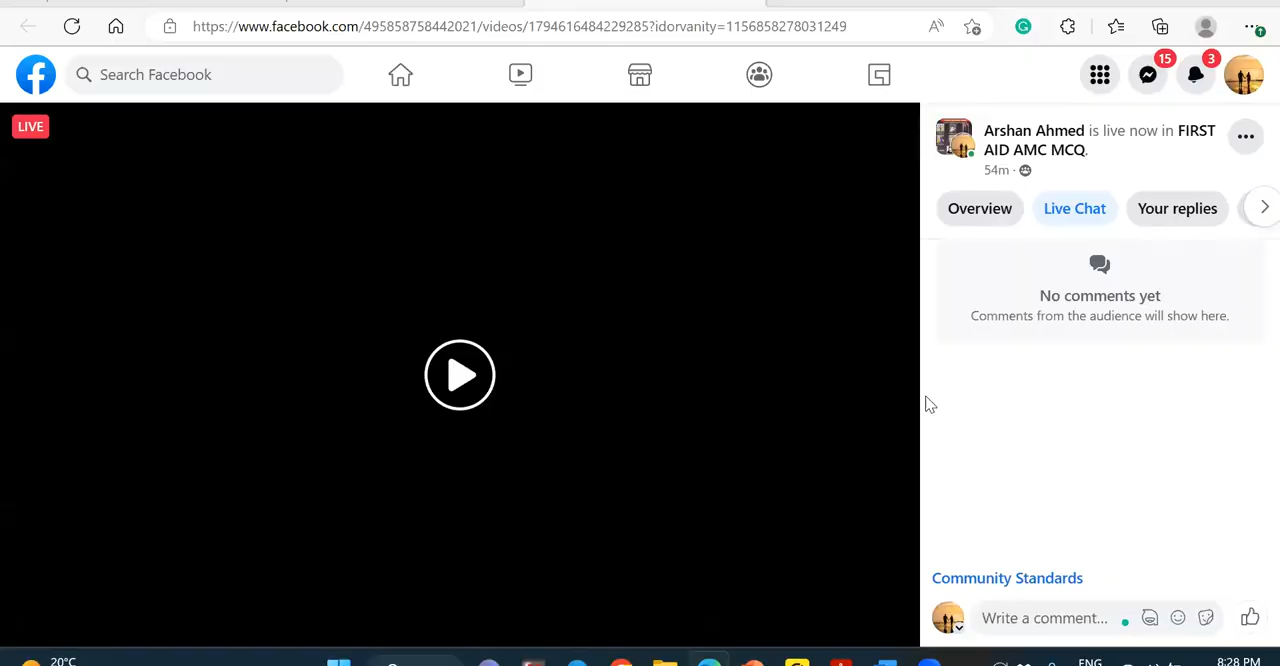 https://www.facebook.com/495858758442021/videos/1794616484229285?idorvanity=1156858278031249
Search Facebook
15
3
LIVE
Arshan Ahmed is live now in FIRST
AID AMC MCQ.
54m
Overview
Live Chat
Your replies
No comments yet
Comments from the audience will show here.
Community Standards
Write a comment...
20°C
ENG
8:28 PM